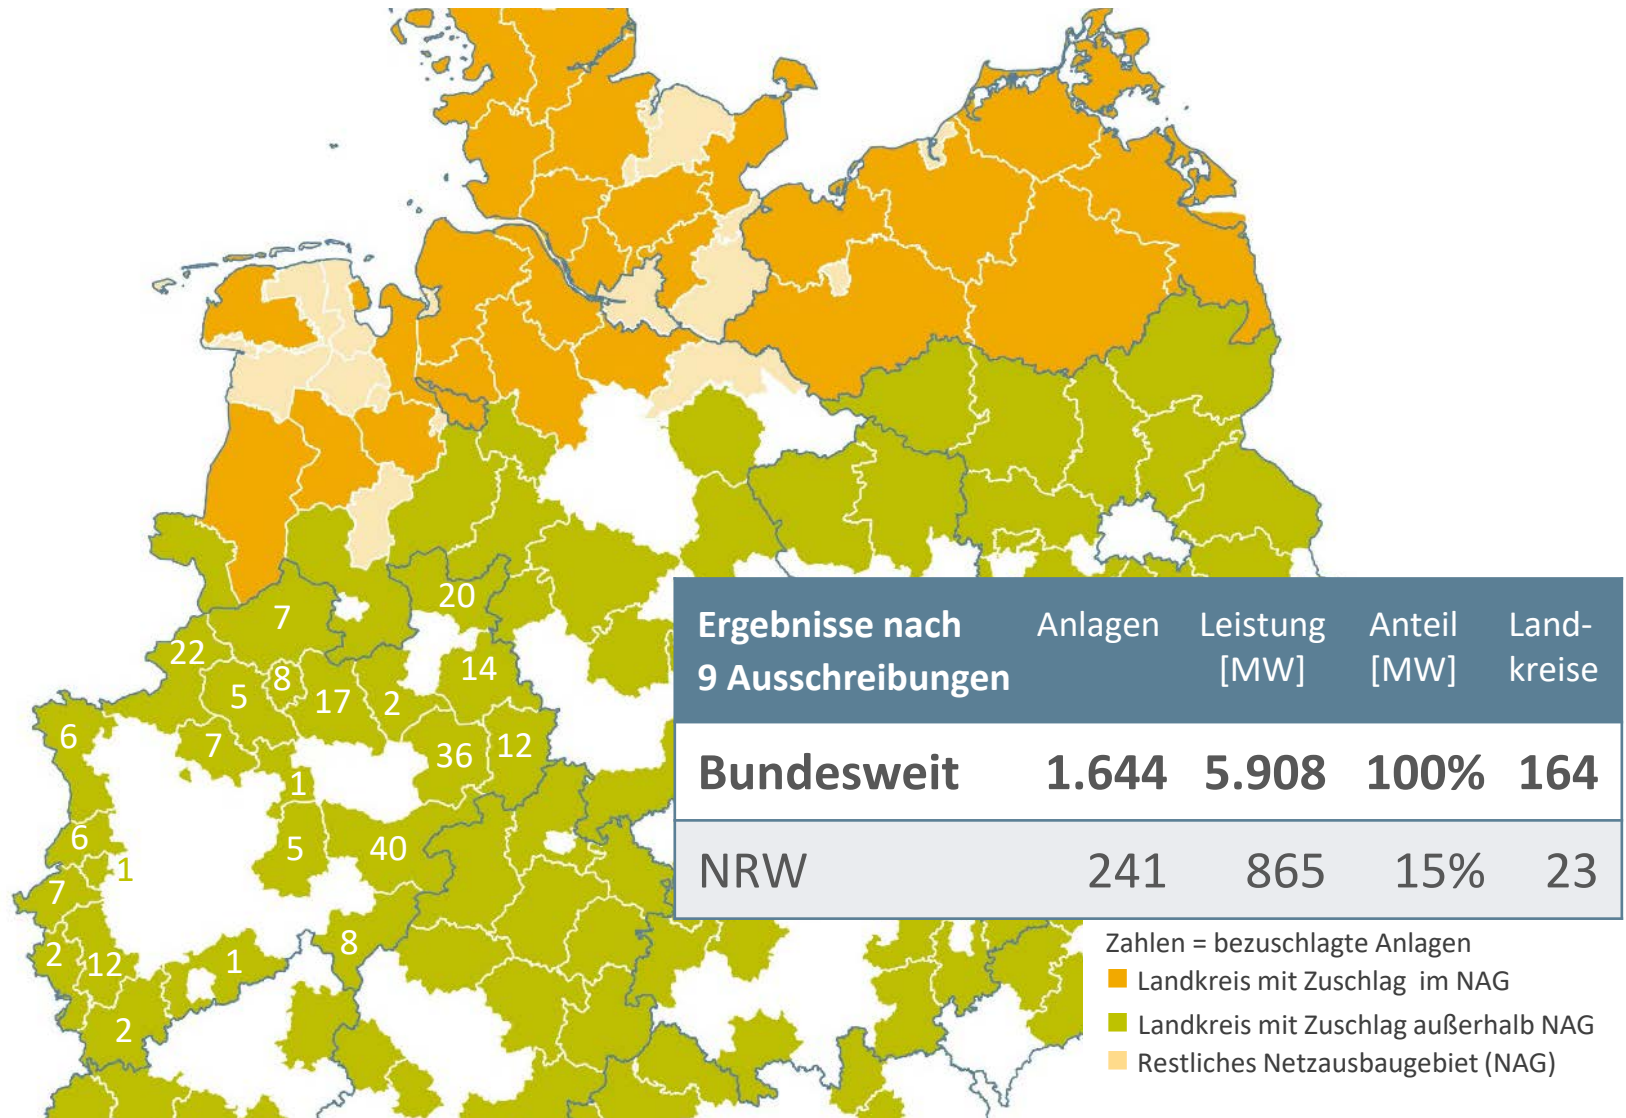 20
7
22
8
14
5
17
2
6
7
36
12
1
6
5
40
1
7
2
12
1
8
2
Ergebnisse nach 9 Ausschreibungen
Anlagen
Leistung [MW]
Anteil [MW]
Land-
kreise
Bundesweit 1.644 5.908 100% 164
NRW 241 865 15% 23
Zahlen = bezuschlagte Anlagen
Landkreis mit Zuschlag im NAG
Landkreis mit Zuschlag außerhalb NAG
Restliches Netzausbaugebiet (NAG)